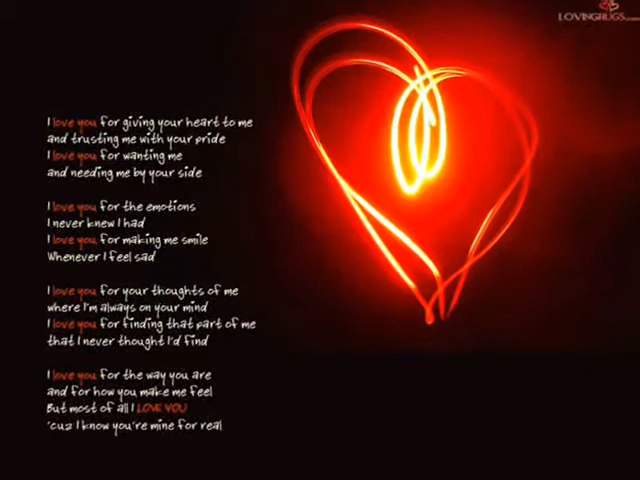 LOVINGHUGS.com
I love you for giving your heart to me
and trusting me with your pride
I love you for wanting me
and needing me by your side
I love you for the emotions
I never knew I had
I love you for making me smile
Whenever I feel sad
I love you for your thoughts of me
where I'm always on your mind
I love you for finding that part of me
that I never thought I'd find
I love you for the way you are
and for how you make me feel
But most of all I LOVE YOU
'cuz I know you're mine for real